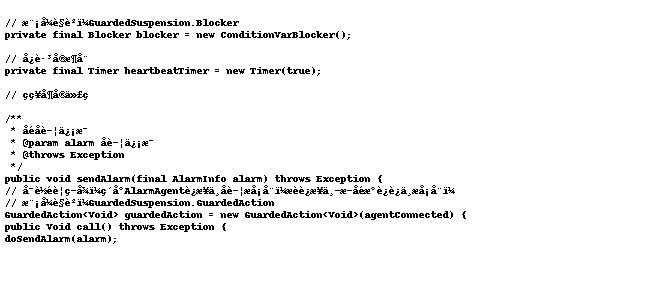 // æ¨¡å¼è§è²ï¼GuardedSuspension.Blocker
private final Blocker blocker = new ConditionVarBlocker();
// å¿è·³å®æ¶å¨
private final Timer heartbeatTimer = new Timer(true);
// çç¥å¶å®ä»£ç
/**
* åéåè-¦ä¿¡æ¯
* @param alarm åè-¦ä¿¡æ¯
* @throws Exception
*/
public void sendAlarm(final AlarmInfo alarm) throws Exception {
// å¯è½éè¦ç-å¾ï¼ç´å°AlarmAgentè¿æ¥ä¸åè-¦æå¡å¨ï¼æèè¿æ¥ä¸-æ-åéæ°è¿è¿ä¸æå¡å¨ï¼
// æ¨¡å¼è§è²ï¼GuardedSuspension.GuardedAction
GuardedAction<Void> guardedAction = new GuardedAction<Void>(agentConnected) {
public Void call() throws Exception {
doSendAlarm(alarm);